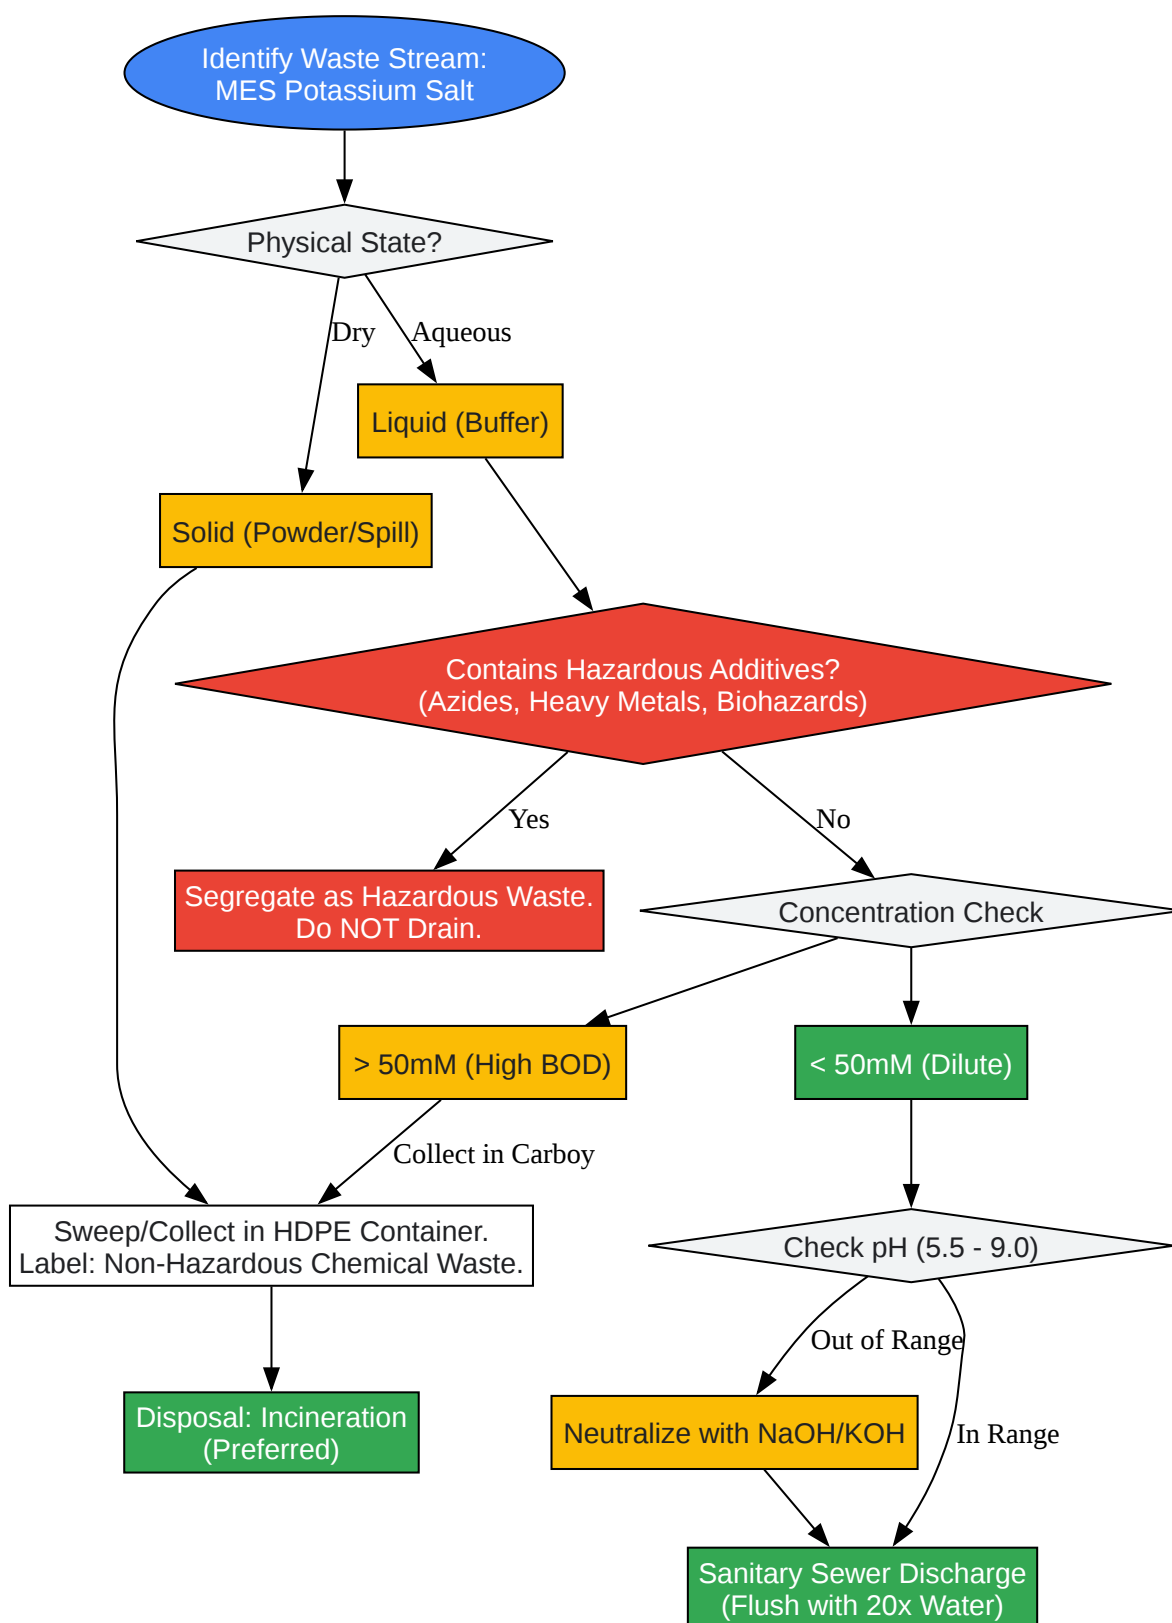 Identify Waste Stream:
MES Potassium Salt
Physical State?
Dry
Aqueous
Liquid (Buffer)
Solid (Powder/Spill)
Contains Hazardous Additives?
(Azides, Heavy Metals, Biohazards)
Yes
No
Segregate as Hazardous Waste.
Do NOT Drain.
Concentration Check
> 50mM (High BOD)
< 50mM (Dilute)
Collect in Carboy
Sweep/Collect in HDPE Container.
Label: Non-Hazardous Chemical Waste.
Check pH (5.5 - 9.0)
Out of Range
Disposal: Incineration
(Preferred)
Neutralize with NaOH/KOH
In Range
Sanitary Sewer Discharge
(Flush with 20x Water)